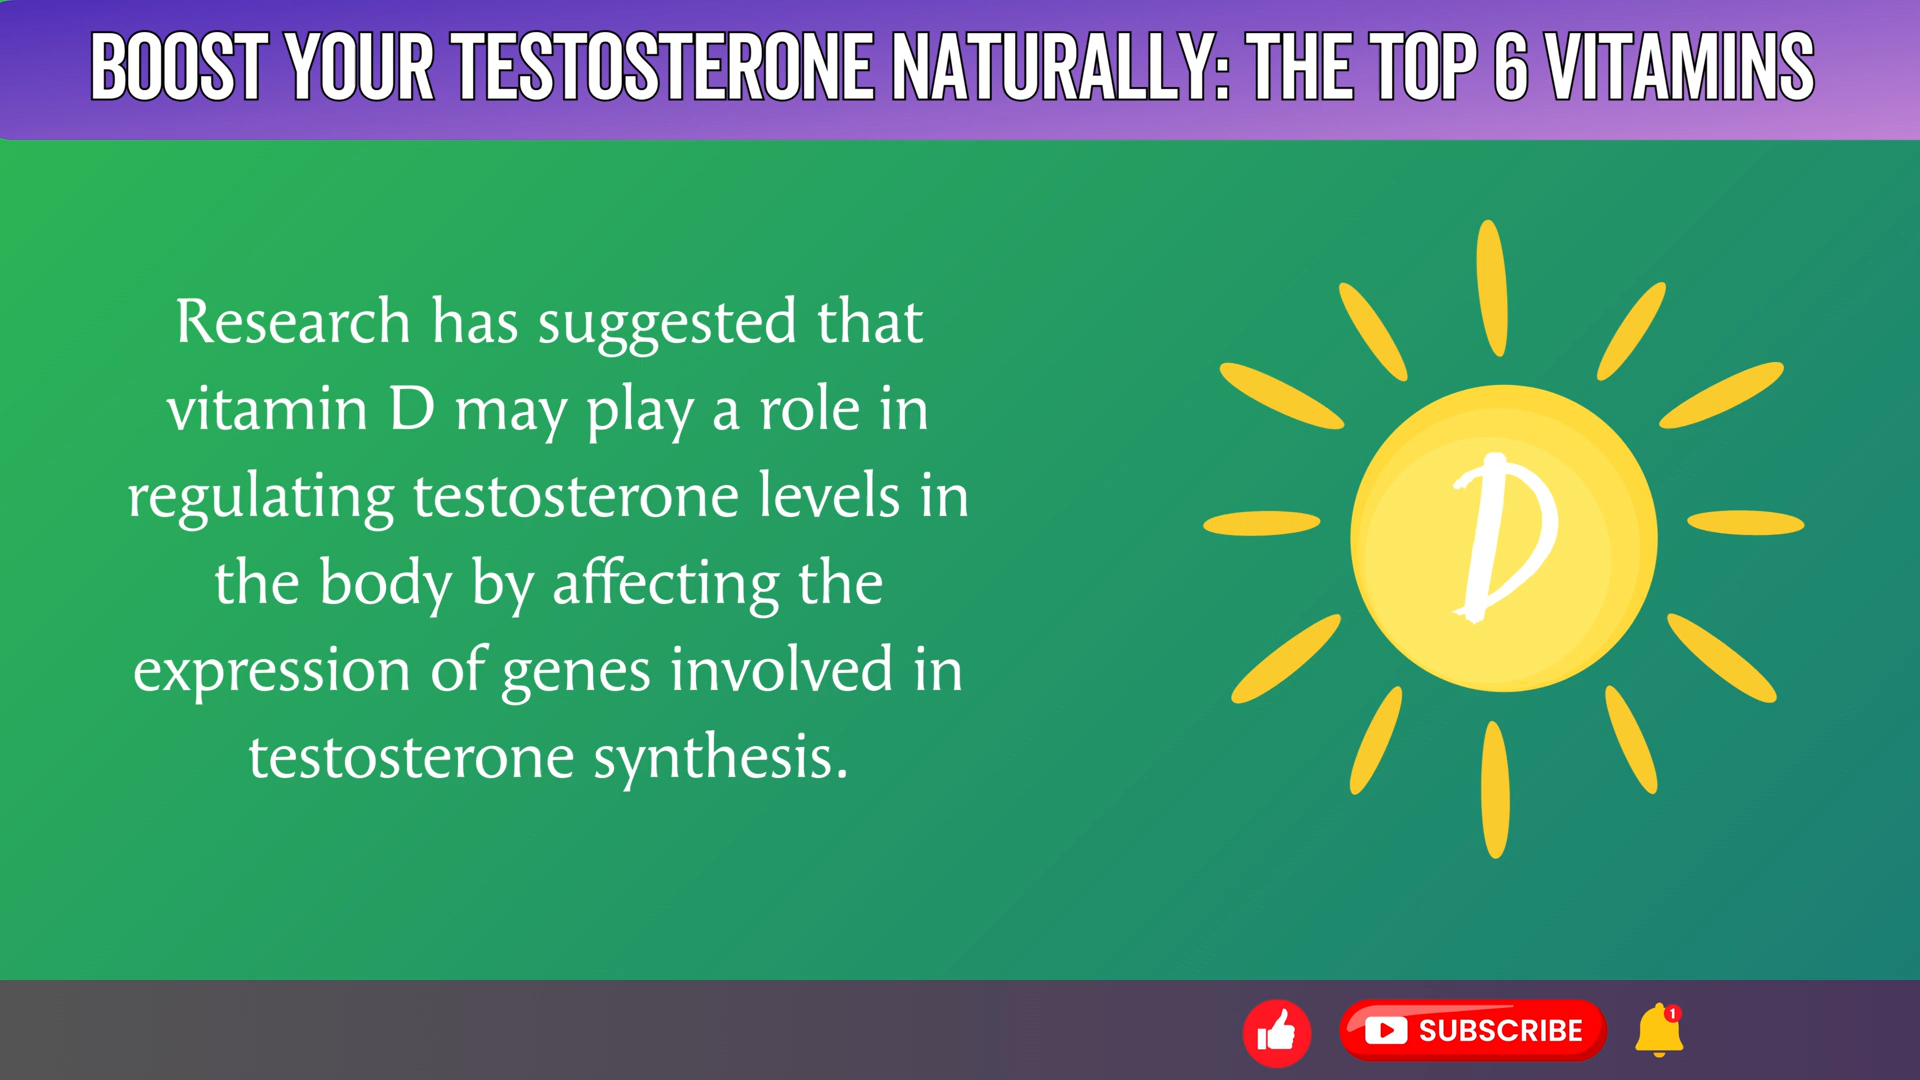 BOOST YOUR TESTOSTERONE NATURALLY: THE TOP 6 VITAMINS
Research has suggested that
vitamin D may play a role in
regulating testosterone levels in
the body by affecting the
expression of genes involved in
testosterone synthesis.
D
SUBSCRIBE
1